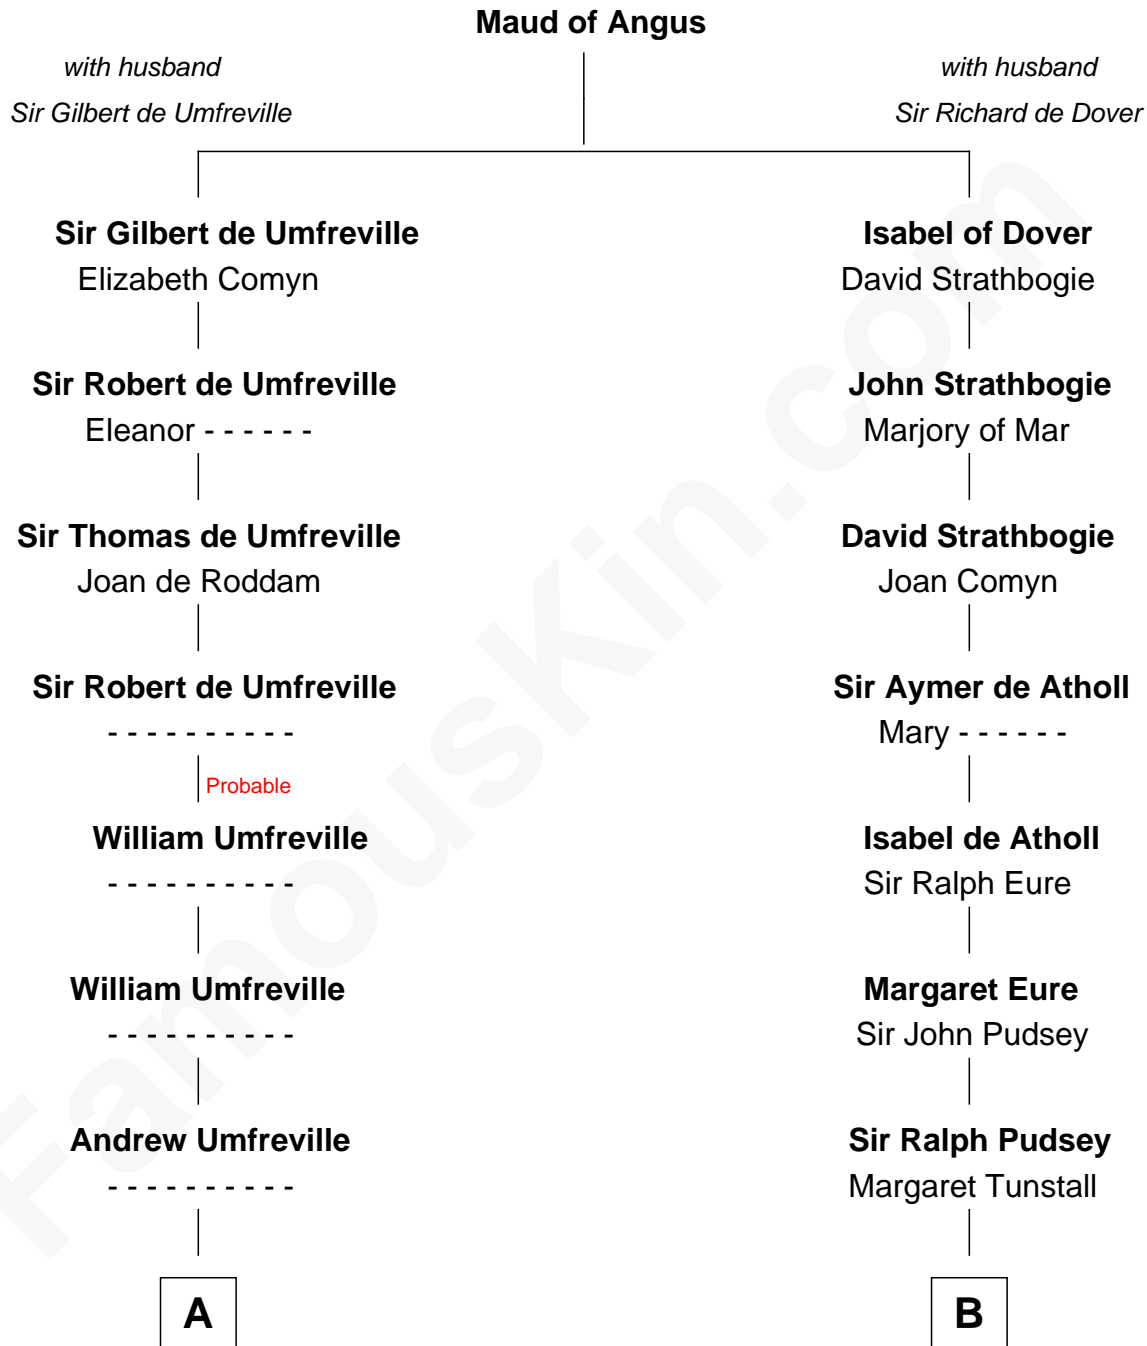 Maud of Angus
with husband
Sir Gilbert de Umfreville
with husband
Sir Richard de Dover
Sir Gilbert de Umfreville
Elizabeth Comyn
Isabel of Dover
David Strathbogie
Sir Robert de Umfreville
Eleanor - - - - - -
John Strathbogie
Marjory of Mar
Sir Thomas de Umfreville
Joan de Roddam
David Strathbogie
Joan Comyn
Sir Robert de Umfreville
- - - - - - - - - -
Sir Aymer de Atholl
Mary - - - - - -
Probable
William Umfreville
- - - - - - - - - -
Isabel de Atholl
Sir Ralph Eure
William Umfreville
- - - - - - - - - -
Margaret Eure
Sir John Pudsey
Andrew Umfreville
- - - - - - - - - -
Sir Ralph Pudsey
Margaret Tunstall
A
B
FamousKin.com